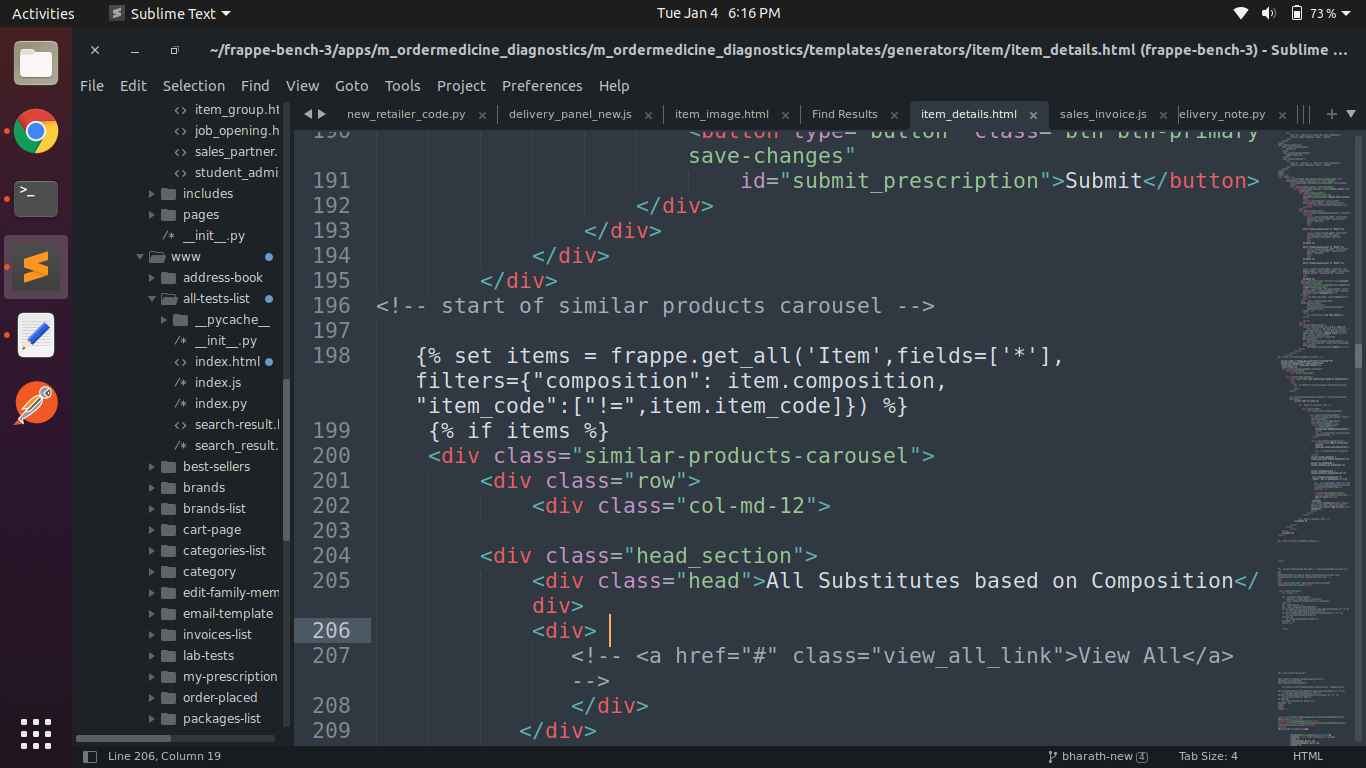 Activities
Sublime Text
Tue Jan 4 6:16 PM
73 %
~/frappe-bench-3/apps/m_ordermedicine_diagnostics/m_ordermedicine_diagnostics/templates/generators/item/item_details.html (frappe-bench-3) - Sublime ...
File Edit Selection Find View Goto Tools Project Preferences Help
item_group.ht
job_opening.h
sales_partner.
student_admi
includes
pages
__init__.py
www
address-book
all-tests-list
__pycache__
__init__.py
index.html
index.js
index.py
search-result.l
search_result.
best-sellers
brands
brands-list
cart-page
categories-list
category
edit-family-mem
email-template
invoices-list
lab-tests
my-prescription
order-placed
packages-list
new_retailer_code.py
delivery_panel_new.js
item_image.html
Find Results
item_details.html
sales_invoice.js
elivery_note.py
190 <button type="button" class="btn btn-primary
save-changes"
191 id="submit_prescription">Submit</button>
192 </div>
193 </div>
194 </div>
195 </div>
196 <!-- start of similar products carousel -->
197
198 {% set items = frappe.get_all('Item',fields=['*'],
filters={"composition": item.composition,
"item_code":["!=",item.item_code]}) %}
199 {% if items %}
200 <div class="similar-products-carousel">
201 <div class="row">
202 <div class="col-md-12">
203
204 <div class="head_section">
205 <div class="head">All Substitutes based on Composition</
div>
206 <div>
207 <!-- <a href="#" class="view_all_link">View All</a>
-->
208 </div>
209 </div>
Line 206, Column 19
bharath-new 4
Tab Size: 4
HTML